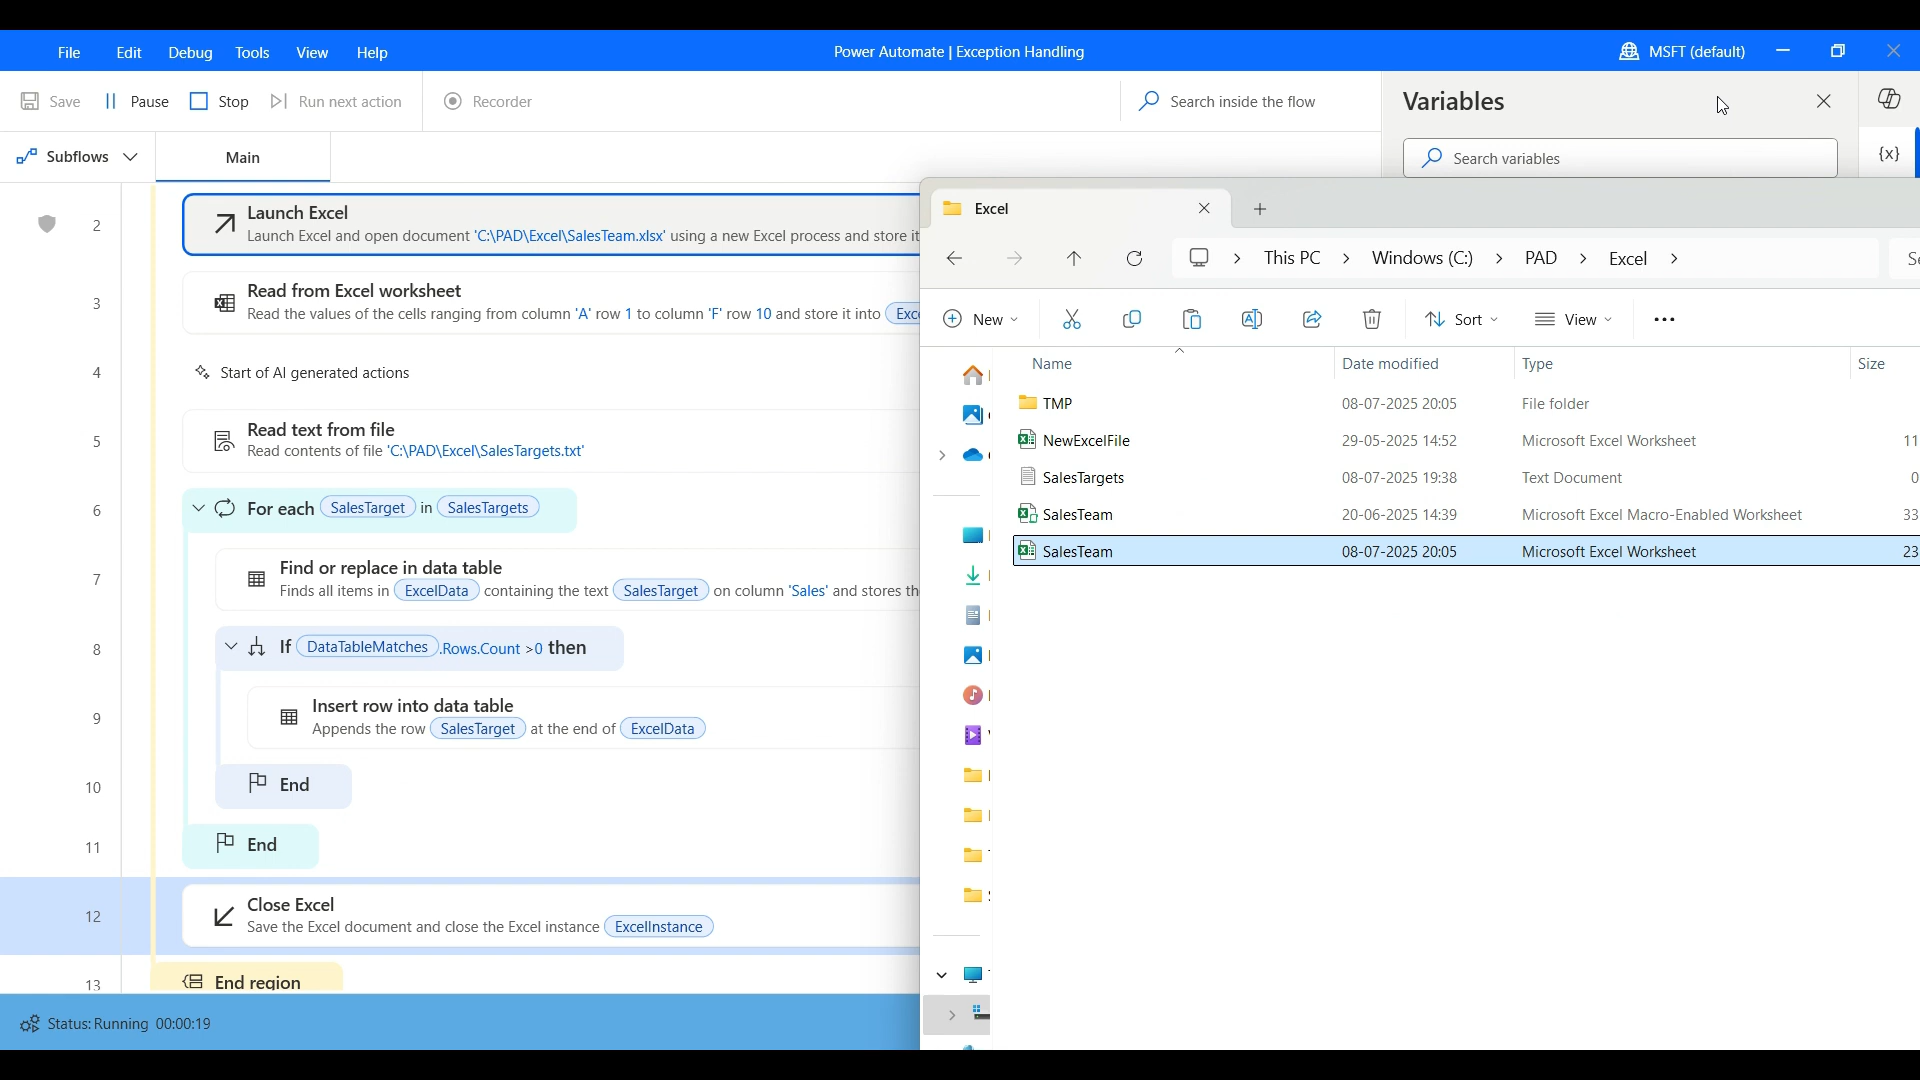 File Edit Debug Tools View Help
Power Automate | Exception Handling
MSFT (default)
Save Pause Stop Run next action Recorder
Search inside the flow
Variables
Search variables
{x}
Subflows Main
2
Launch Excel
Launch Excel and open document 'C:\PAD\Excel\SalesTeam.xlsx' using a new Excel process and store it
3
Read from Excel worksheet
Read the values of the cells ranging from column 'A' row 1 to column 'F' row 10 and store it into
4
Start of AI generated actions
5
Read text from file
Read contents of file 'C:\PAD\Excel\SalesTargets.txt'
6
For each SalesTarget in SalesTargets
7
Find or replace in data table
Finds all items in ExcelData containing the text SalesTarget on column 'Sales' and stores
8
If DataTableMatches .Rows.Count >0 then
9
Insert row into data table
Appends the row SalesTarget at the end of ExcelData
10
End
11
End
12
Close Excel
Save the Excel document and close the Excel instance ExcelInstance
13
End region
Status: Running 00:00:19
Excel
This PC > Windows (C:) > PAD > Excel >
New Sort View
Name Date modified Type Size
TMP 08-07-2025 20:05 File folder
NewExcelFile 29-05-2025 14:52 Microsoft Excel Worksheet 11
SalesTargets 08-07-2025 19:38 Text Document 0
SalesTeam 20-06-2025 14:39 Microsoft Excel Macro-Enabled Worksheet 33
SalesTeam 08-07-2025 20:05 Microsoft Excel Worksheet 23